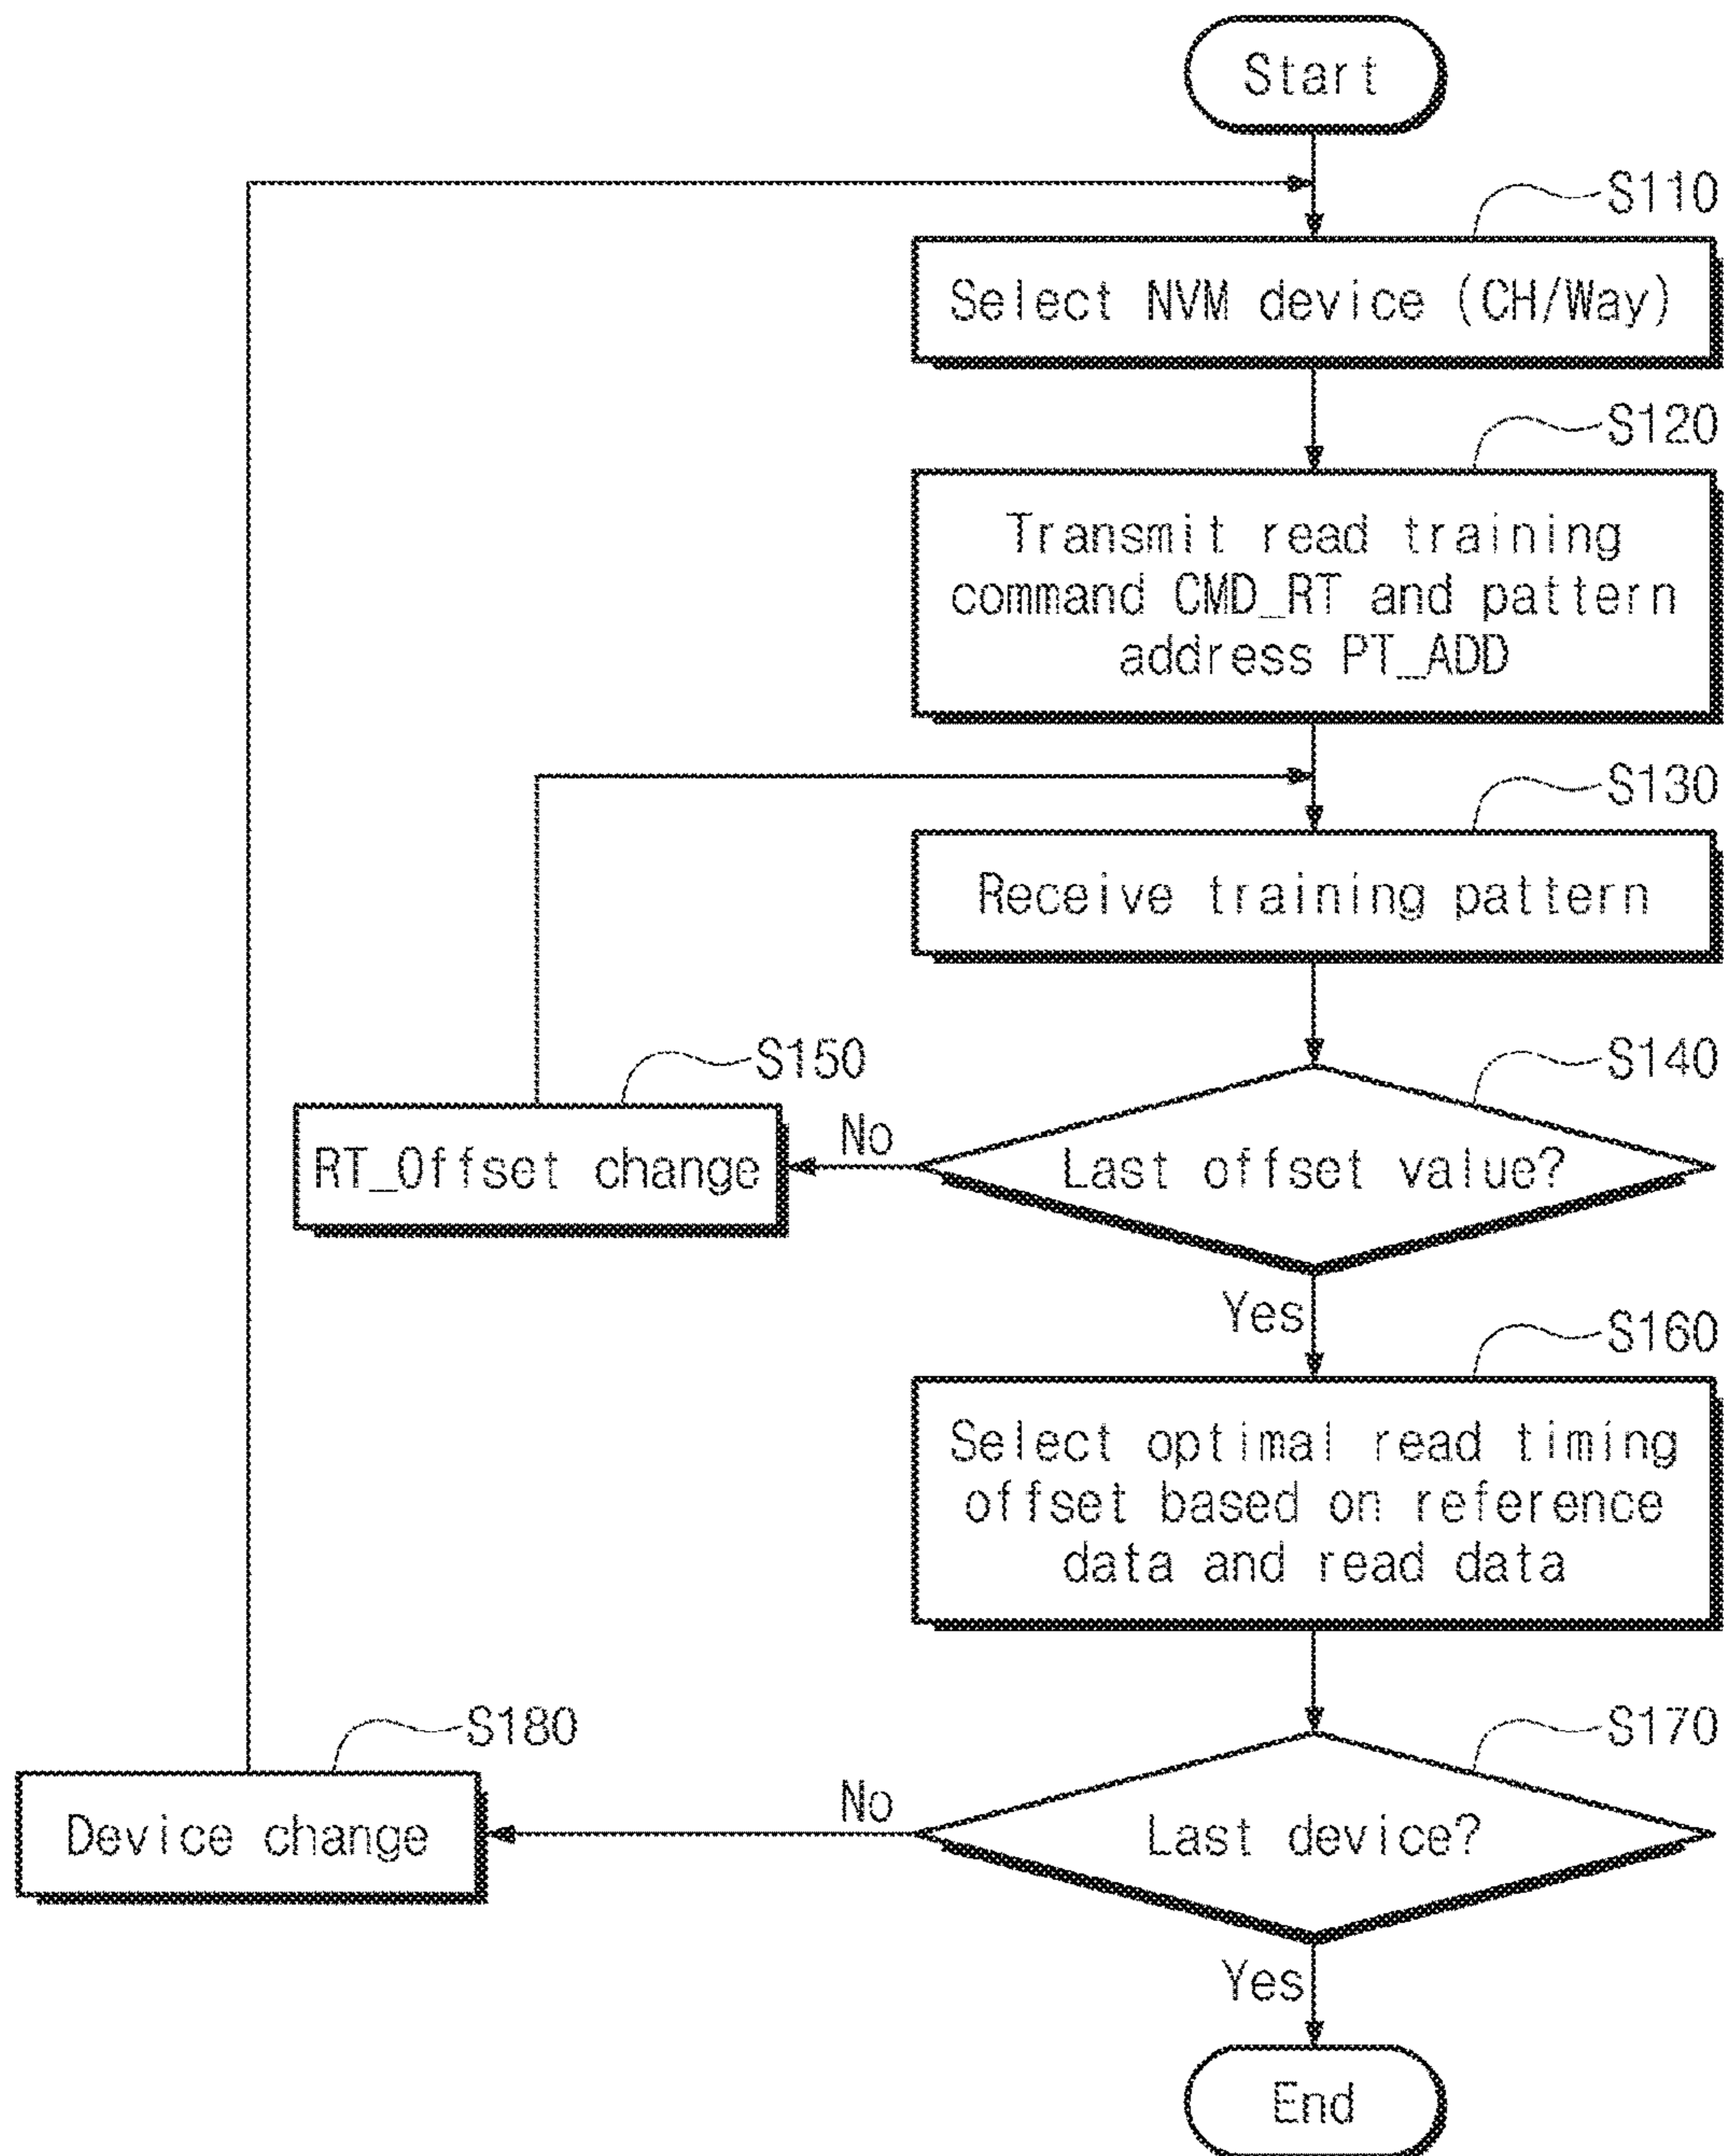 Start
S110
Select NVM device (CH/Way)
S120
Transmit read training
command CMD_RT and pattern
address PT_ADD
S130
Receive training pattern
S150
S140
RT_Offset change
No
Last offset value?
Yes
S160
Select optimal read timing
offset based on reference
data and read data
S180
S170
Device change
No
Last device?
Yes
End